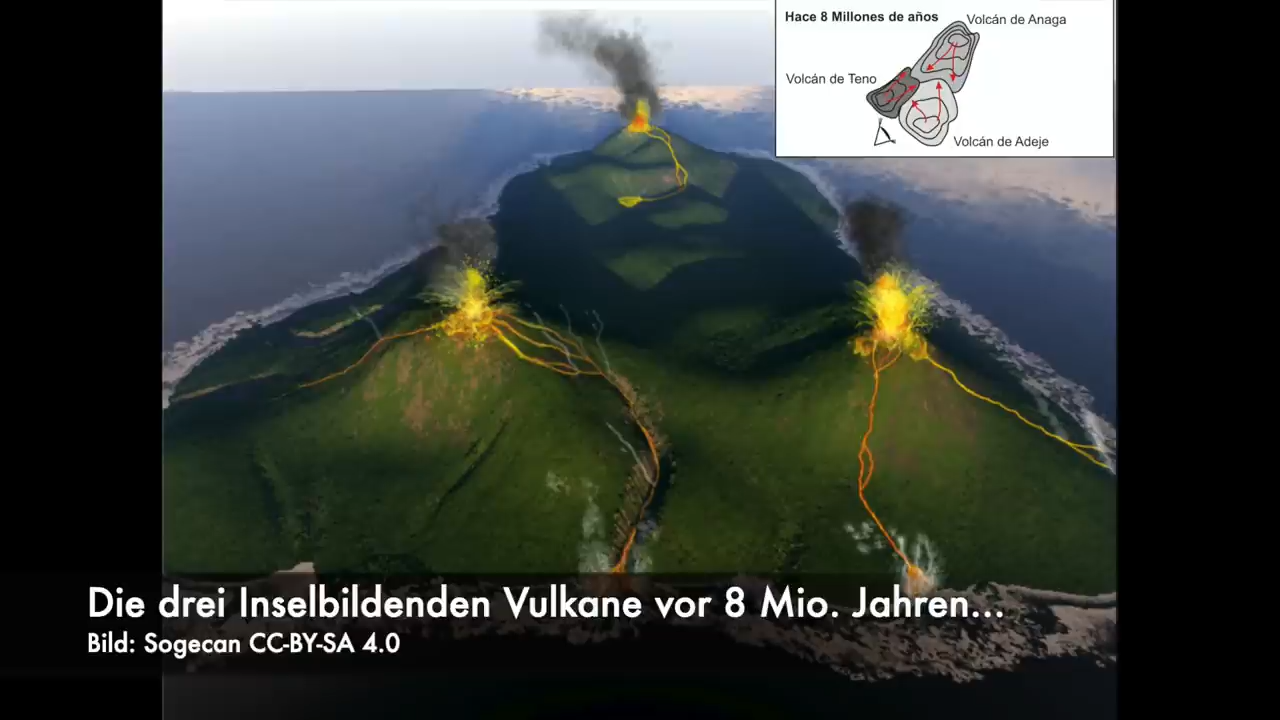 Hace 8 Millones de años
Volcán de Anaga
Volcán de Teno
Volcán de Adeje
Die drei Inselbildenden Vulkane vor 8 Mio. Jahren...
Bild: Sogecan CC-BY-SA 4.0